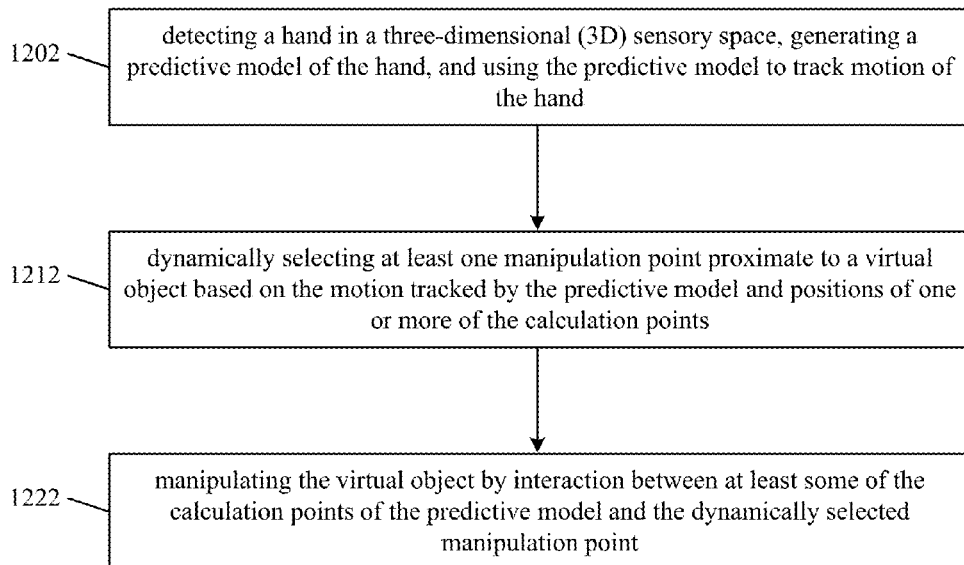 1202
detecting a hand in a three-dimensional (3D) sensory space, generating a
predictive model of the hand, and using the predictive model to track motion of
the hand
1212
dynamically selecting at least one manipulation point proximate to a virtual
object based on the motion tracked by the predictive model and positions of one
or more of the calculation points
1222
manipulating the virtual object by interaction between at least some of the
calculation points of the predictive model and the dynamically selected
manipulation point